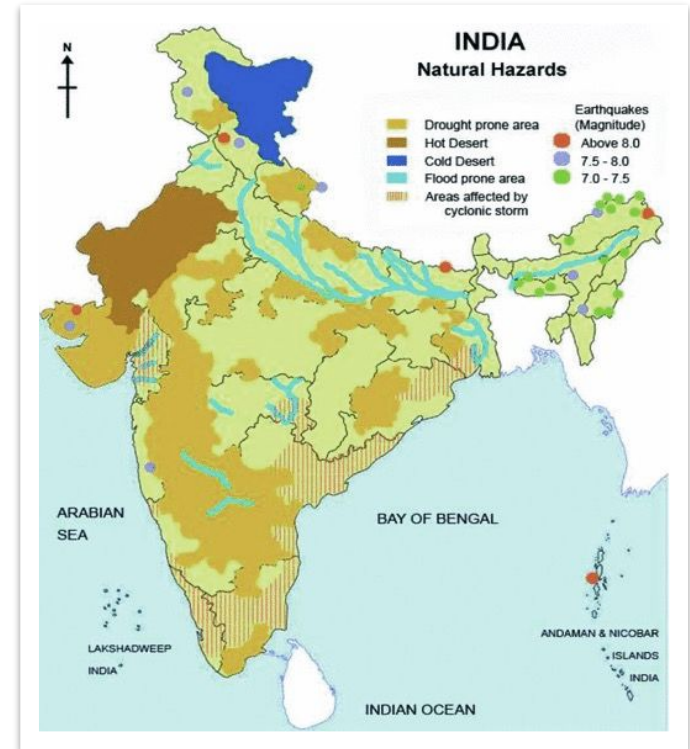 INDIA
Natural Hazards
N
Drought prone area
Hot Desert
Cold Desert
Flood prone area
Areas affected by
cyclonic storm
Earthquakes
(Magnitude)
Above 8.0
7.5 - 8.0
7.0 - 7.5
ARABIAN
SEA
BAY OF BENGAL
LAKSHADWEEP
INDIA
ANDAMAN & NICOBAR
ISLANDS
INDIA
INDIAN OCEAN